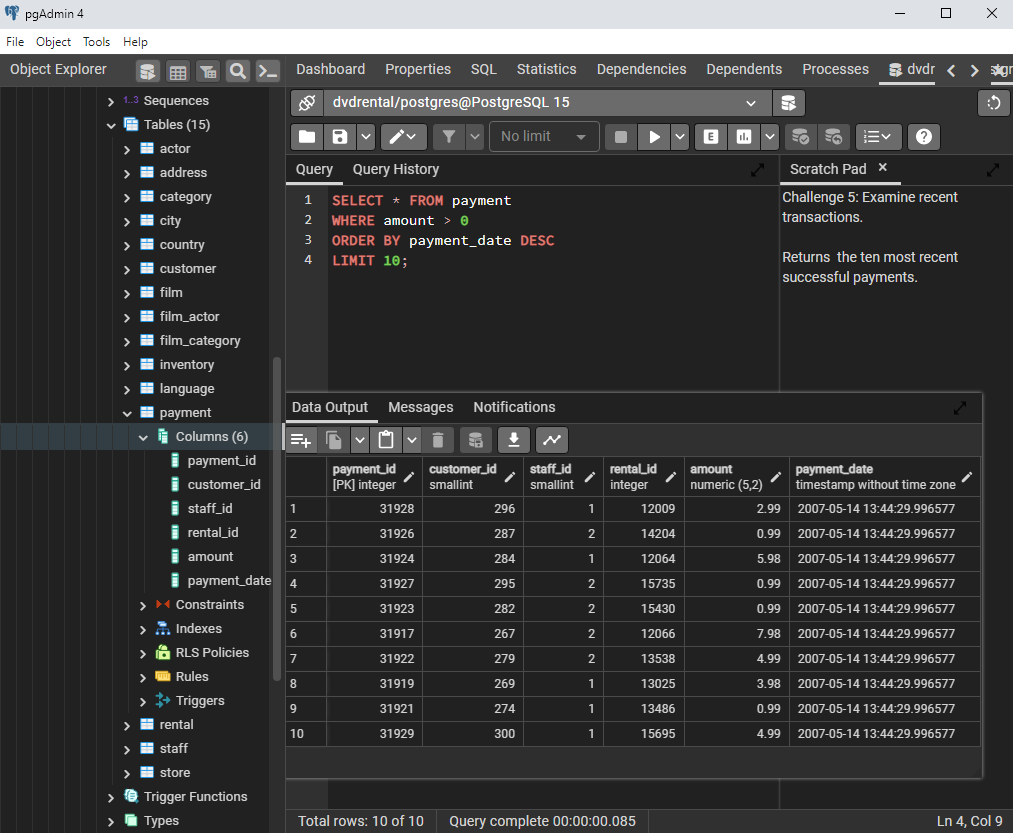 pgAdmin 4
File Object Tools Help
Object Explorer
Dashboard Properties SQL Statistics Dependencies Dependents Processes dvdr
1..3 Sequences
Tables (15)
actor
address
category
city
country
customer
film
film_actor
film_category
inventory
language
payment
Columns (6)
payment_id
customer_id
staff_id
rental_id
amount
payment_date
Constraints
Indexes
RLS Policies
Rules
Triggers
rental
staff
store
Trigger Functions
Types
dvdrental/postgres@PostgreSQL 15
No limit E
Query Query History
1 SELECT * FROM payment
2 WHERE amount > 0
3 ORDER BY payment_date DESC
4 LIMIT 10;
Scratch Pad
Challenge 5: Examine recent
transactions.
Returns the ten most recent
successful payments.
Data Output Messages Notifications
payment_id customer_id staff_id rental_id amount payment_date
[PK] integer smallint smallint integer numeric (5,2) timestamp without time zone
1 31928 296 1 12009 2.99 2007-05-14 13:44:29.996577
2 31926 287 2 14204 0.99 2007-05-14 13:44:29.996577
3 31924 284 1 12064 5.98 2007-05-14 13:44:29.996577
4 31927 295 2 15735 0.99 2007-05-14 13:44:29.996577
5 31923 282 2 15430 0.99 2007-05-14 13:44:29.996577
6 31917 267 2 12066 7.98 2007-05-14 13:44:29.996577
7 31922 279 2 13538 4.99 2007-05-14 13:44:29.996577
8 31919 269 1 13025 3.98 2007-05-14 13:44:29.996577
9 31921 274 1 13486 0.99 2007-05-14 13:44:29.996577
10 31929 300 1 15695 4.99 2007-05-14 13:44:29.996577
Total rows: 10 of 10 Query complete 00:00:00.085 Ln 4, Col 9